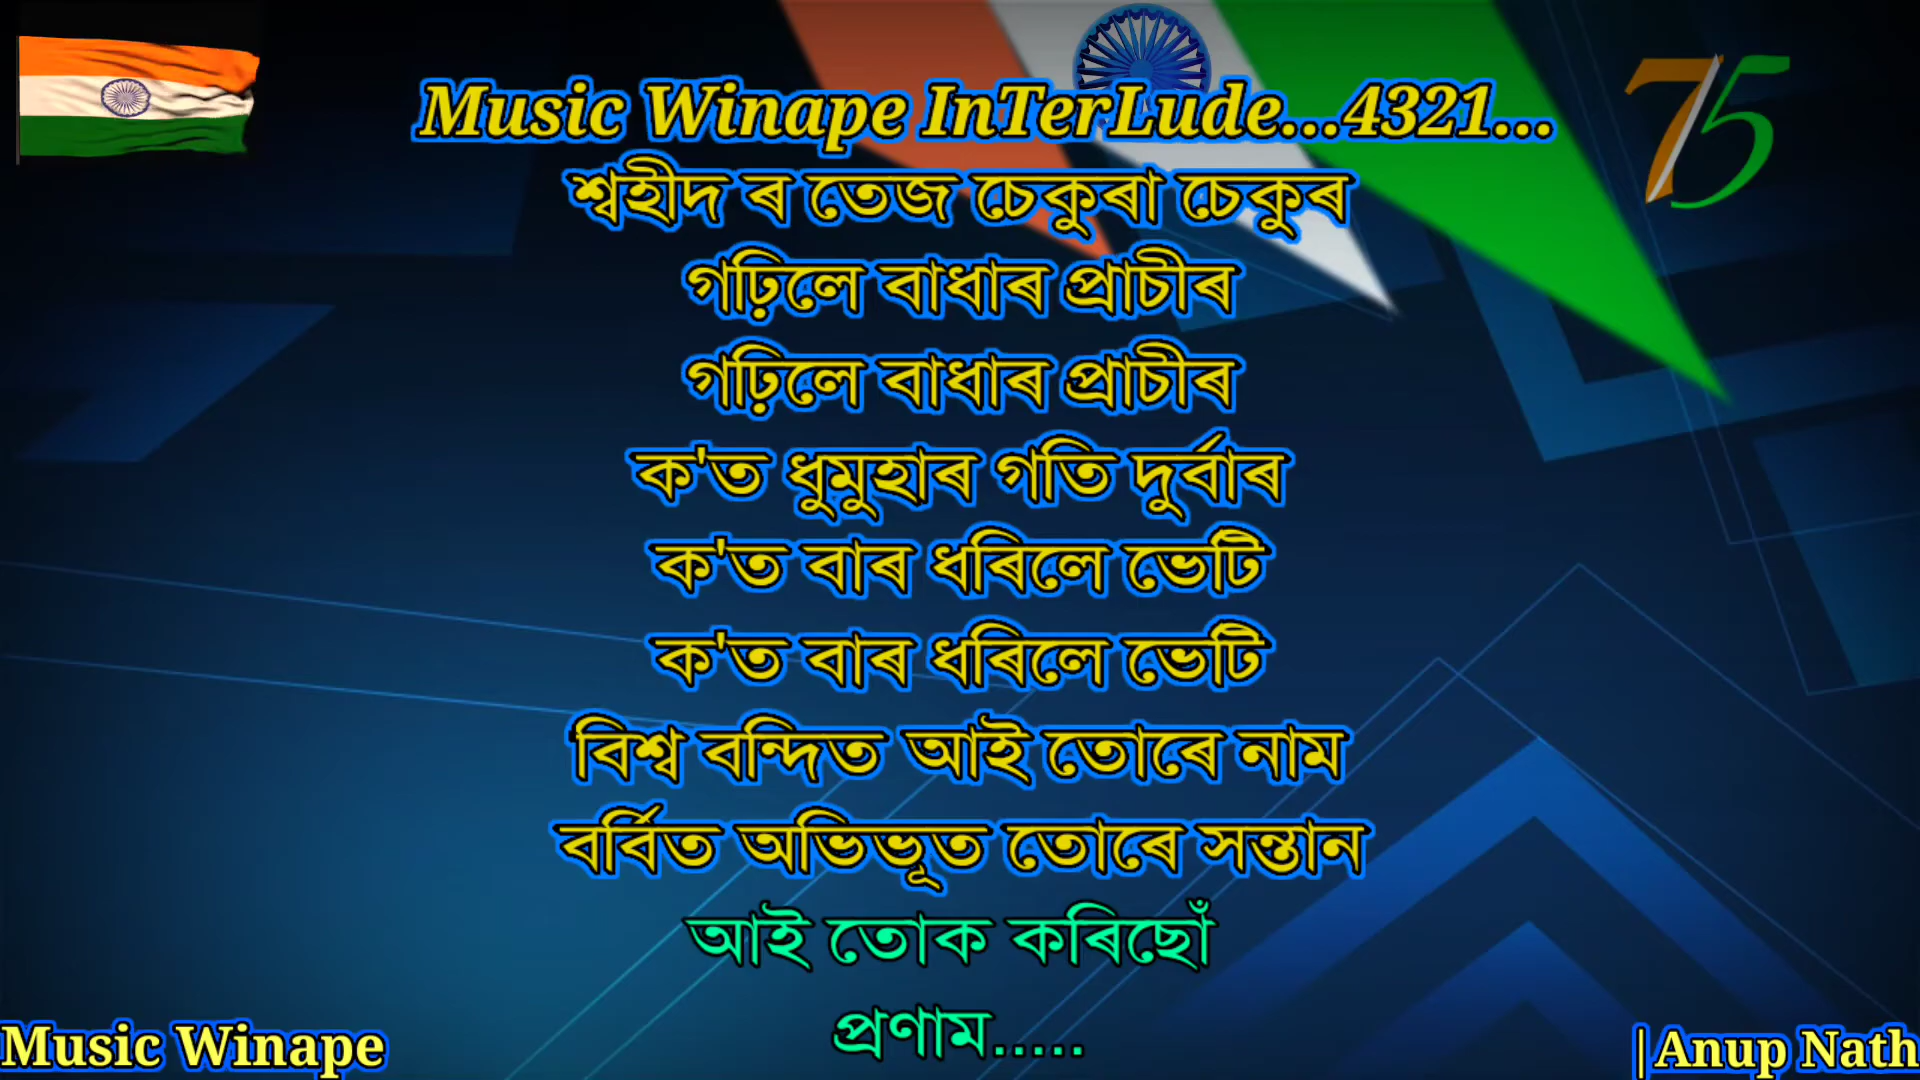 75
Music Winape InTerLude...4321...
শ্বহীদ ৰ তেজ চেকুৰা চেকুৰ
গঢ়িলে বাধাৰ প্ৰাচীৰ
গঢ়িলে বাধাৰ প্ৰাচীৰ
ক'ত ধুমুহাৰ গতি দুৰ্বাৰ
ক'ত বাৰ ধৰিলে ভেটি
ক'ত বাৰ ধৰিলে ভেটি
বিশ্ব বন্দিত আই তোৰে নাম
বৰ্বিত অভিভূত তোৰে সন্তান
আই তোক কৰিছোঁ
প্ৰণাম.....
Music Winape
|Anup Nath